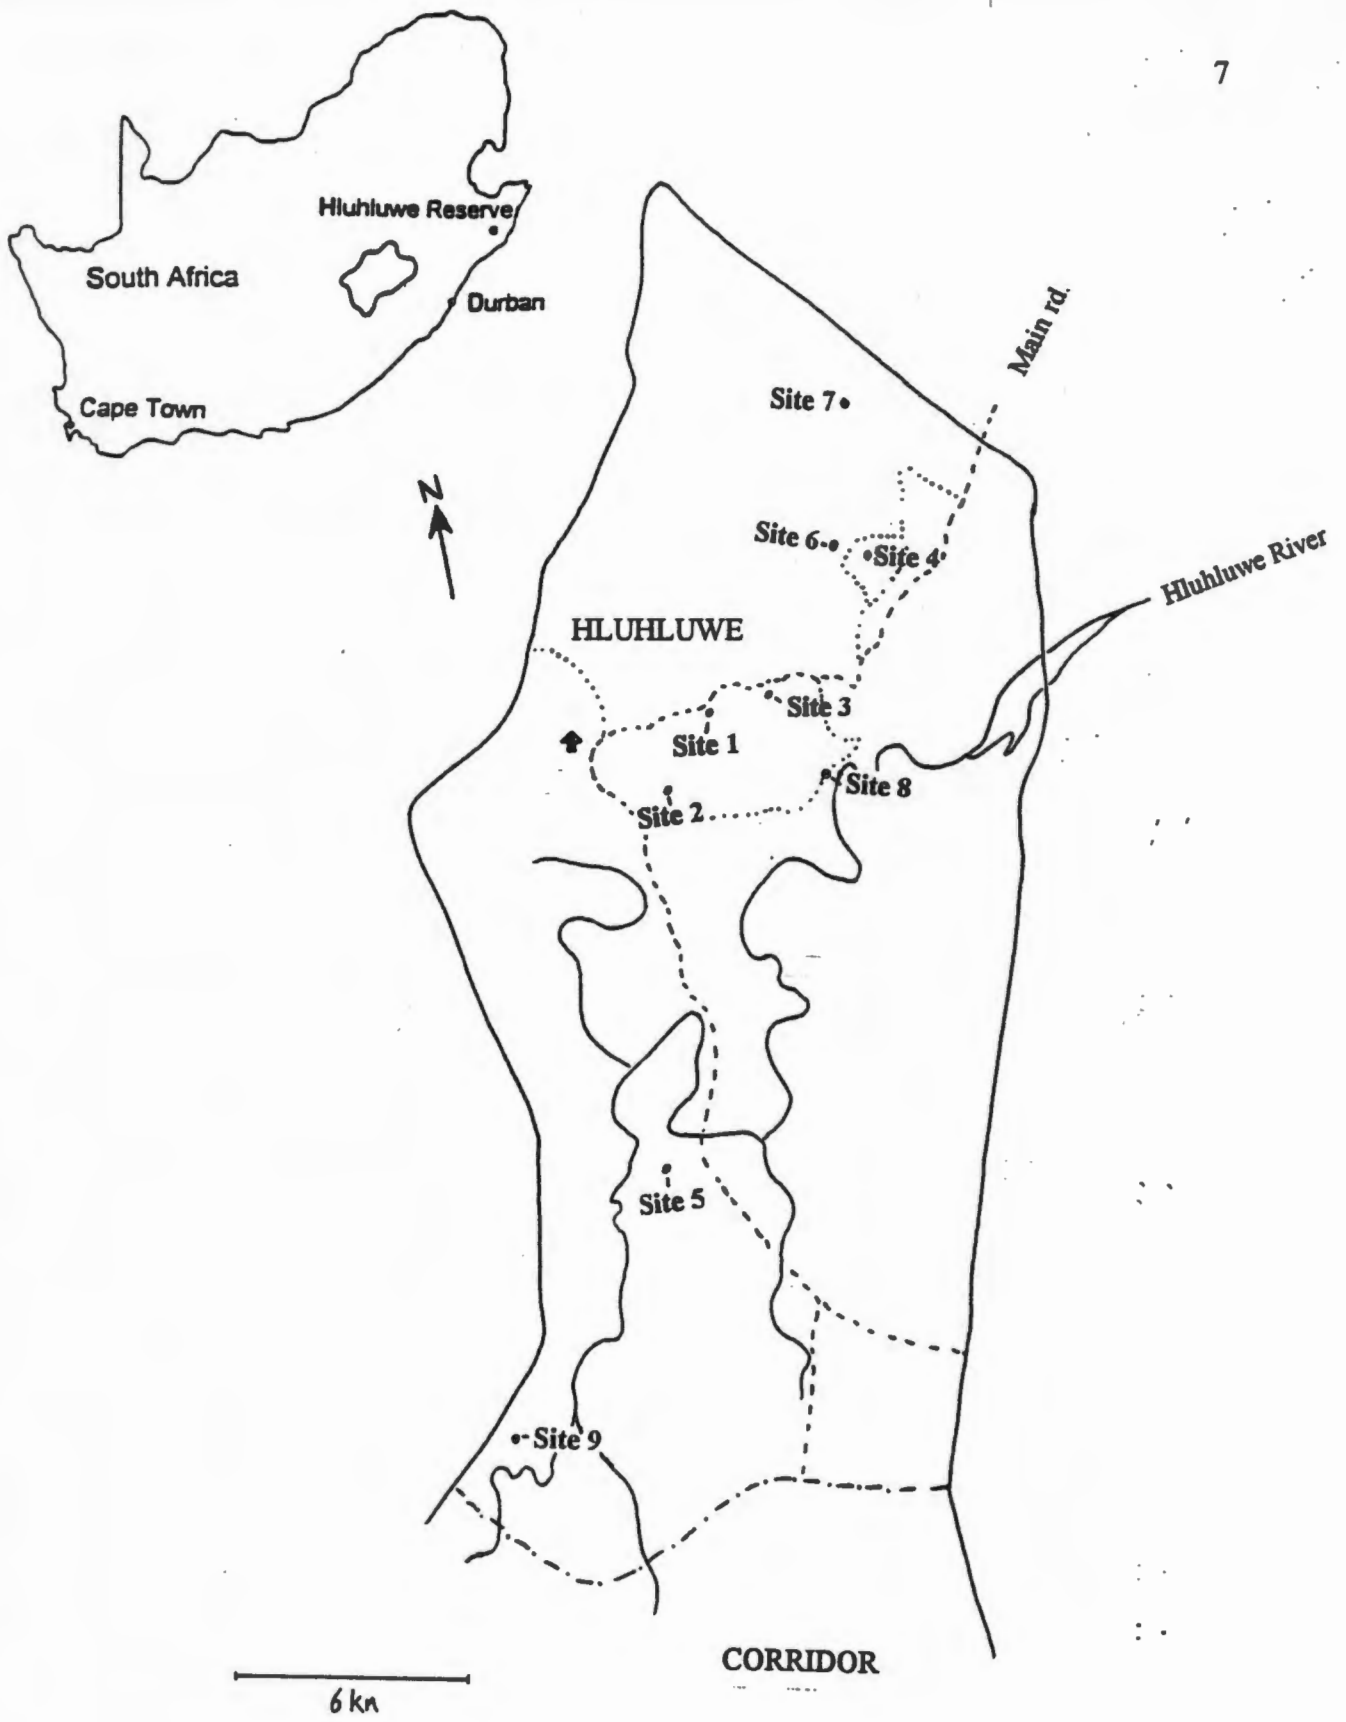 7
Hluhluwe Reserve
South Africa
Durban
Cape Town
Main rd.
Site 7
N
Site 6
Site 4
Hluhluwe River
HLUHLUWE
Site 3
Site 1
Site 8
Site 2
Site 5
Site 9
CORRIDOR
6 kn